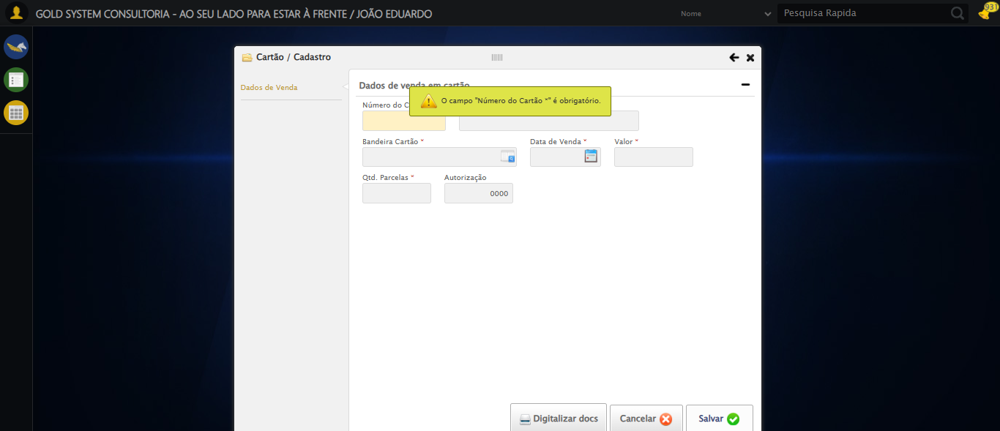 GOLD SYSTEM CONSULTORIA - AO SEU LADO PARA ESTAR À FRENTE / JOÃO EDUARDO
Nome
Pesquisa Rapida
931
Cartão / Cadastro
Dados de Venda
Dados de venda em cartão
O campo "Número do Cartão *" é obrigatório.
Número do C
Bandeira Cartão *
Data de Venda *
Valor *
Qtd. Parcelas *
Autorização
0000
Digitalizar docs
Cancelar
Salvar